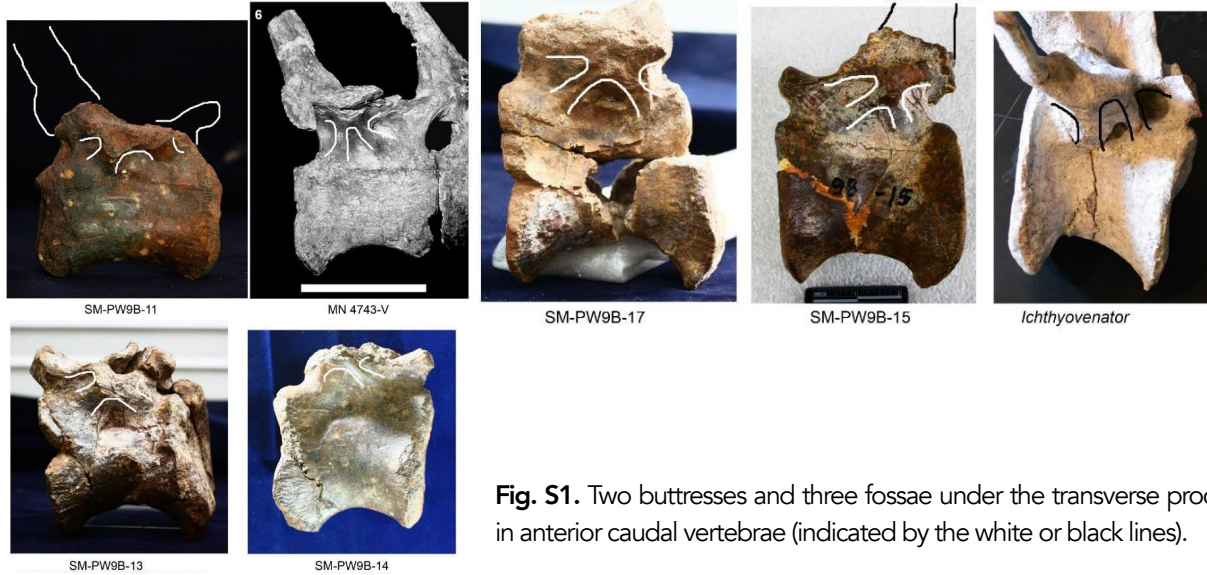 6
SM-PW9B-11
MN 4743-V
SM-PW9B-17
SM-PW9B-15
Ichthyovenator
9B -15
SM-PW9B-13
SM-PW9B-14
Fig. S1. Two buttresses and three fossae under the transverse proc
in anterior caudal vertebrae (indicated by the white or black lines).